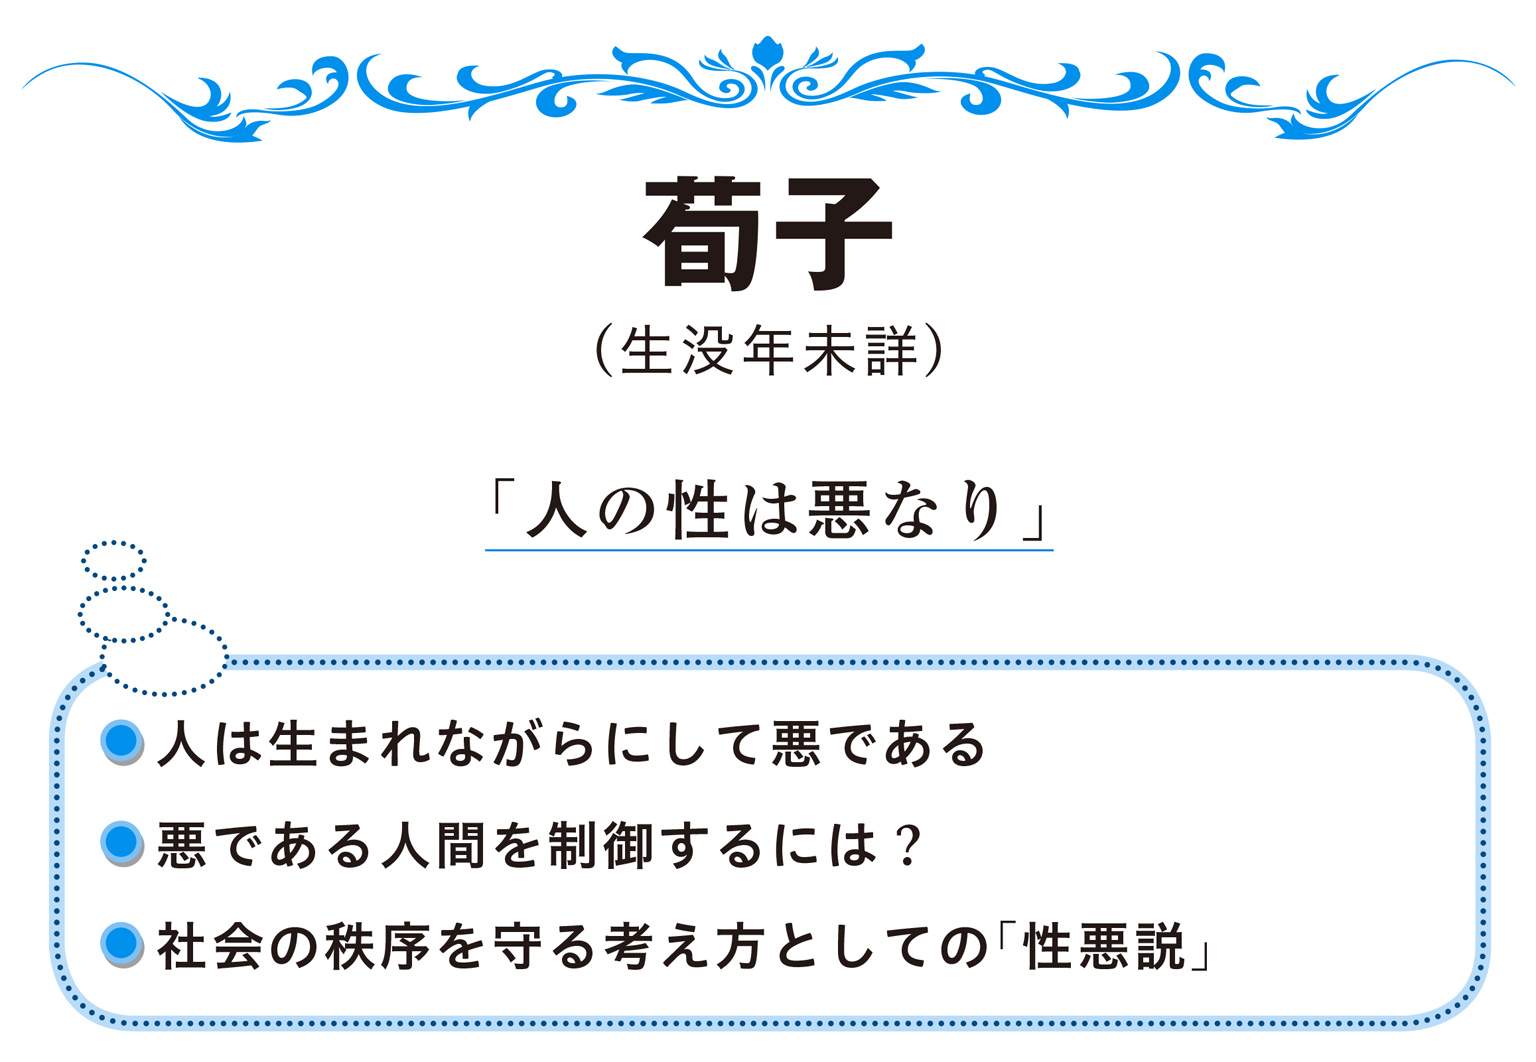 荀子
（生没年未詳）
「人の性は悪なり」
人は生まれながらにして悪である
悪である人間を制御するには？
社会の秩序を守る考え方としての「性悪説」